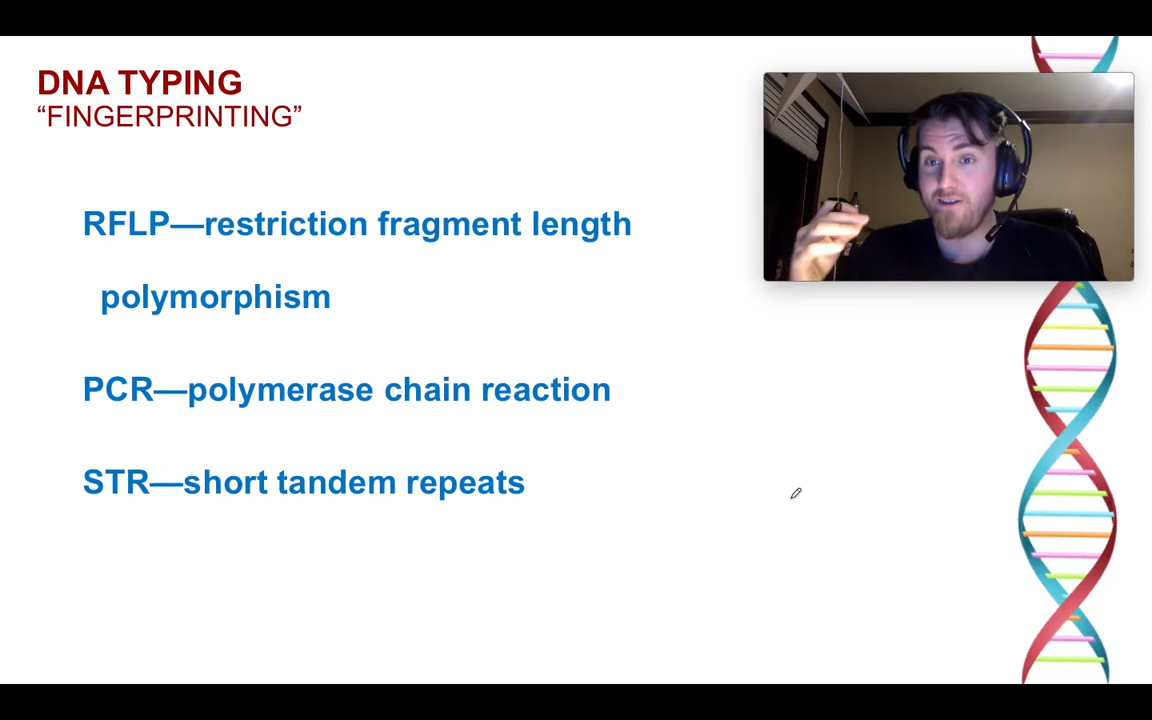 DNA TYPING
“FINGERPRINTING”
RFLP—restriction fragment length
polymorphism
PCR—polymerase chain reaction
STR—short tandem repeats